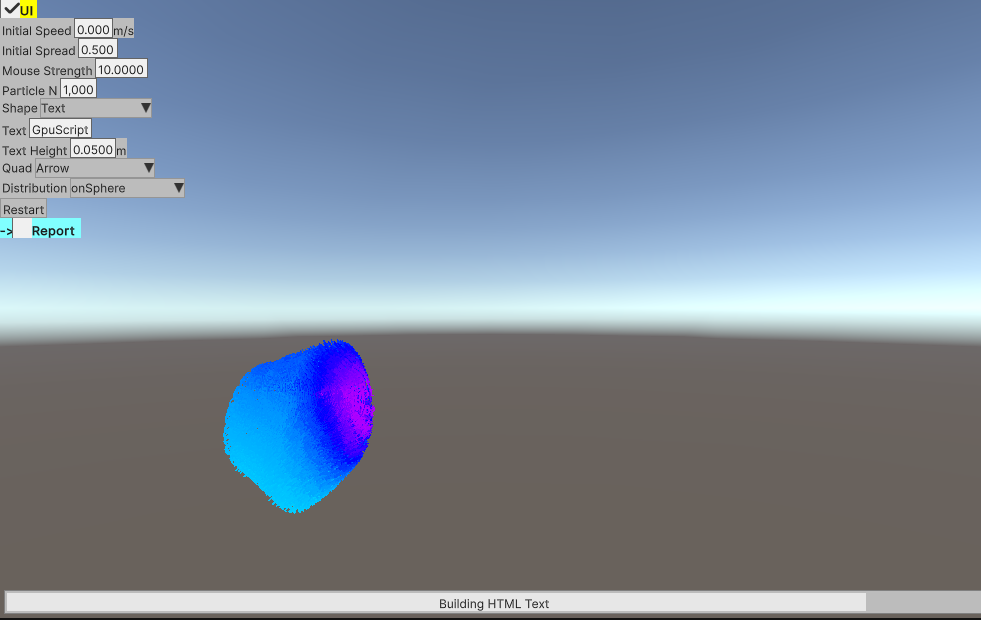 UI
Initial Speed 0.000 m/s
Initial Spread 0.500
Mouse Strength 10.0000
Particle N 1,000
Shape Text
Text GpuScript
Text Height 0.0500 m
Quad Arrow
Distribution onSphere
Restart
-> Report
Building HTML Text